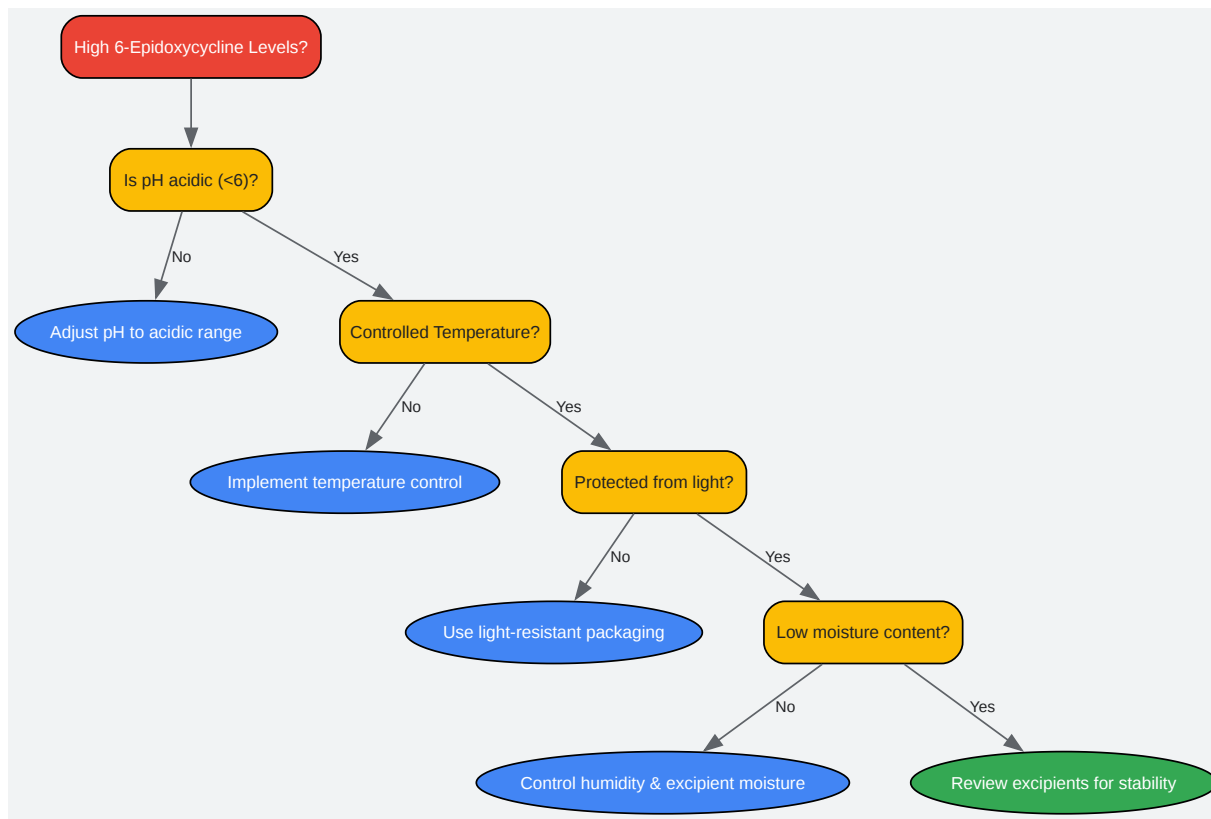 High 6-Epidoxycycline Levels?
Is pH acidic (<6)?
No
Yes
Adjust pH to acidic range
Controlled Temperature?
No
Yes
Implement temperature control
Protected from light?
No
Yes
Use light-resistant packaging
Low moisture content?
No
Yes
Control humidity & excipient moisture
Review excipients for stability